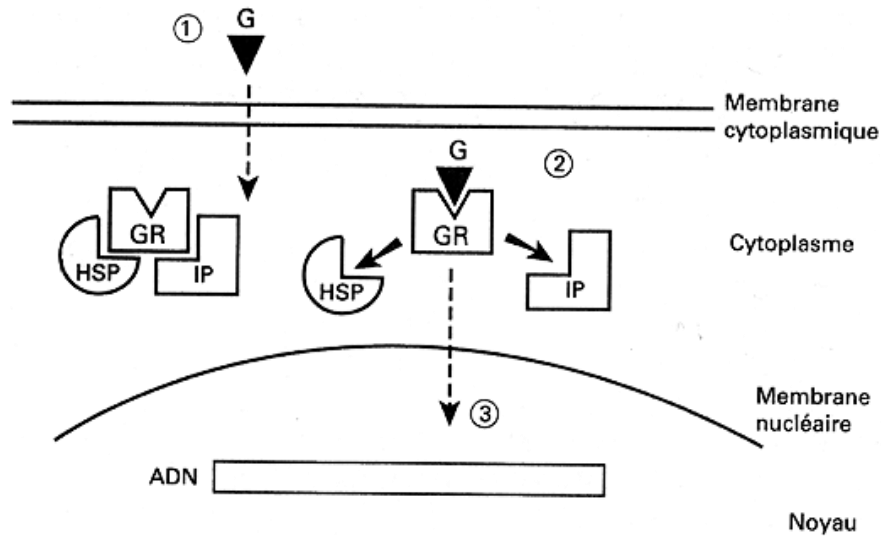 ① G
Membrane
cytoplasmique
G ②
GR
GR
Cytoplasme
HSP IP
HSP IP
③
Membrane
nucléaire
ADN
Noyau